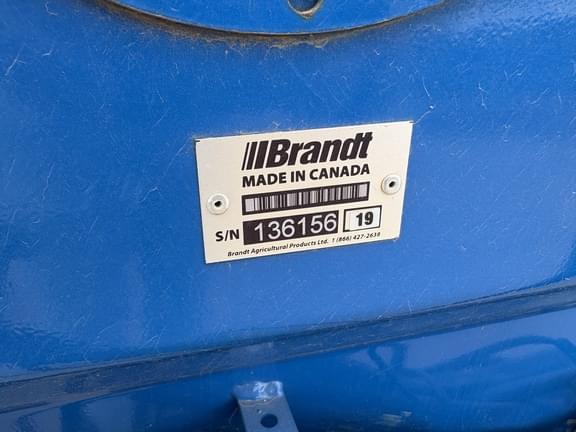 Brandt
MADE IN CANADA
S/N 136156 19
Brandt Agricultural Products Ltd. 1 (866) 427-2638